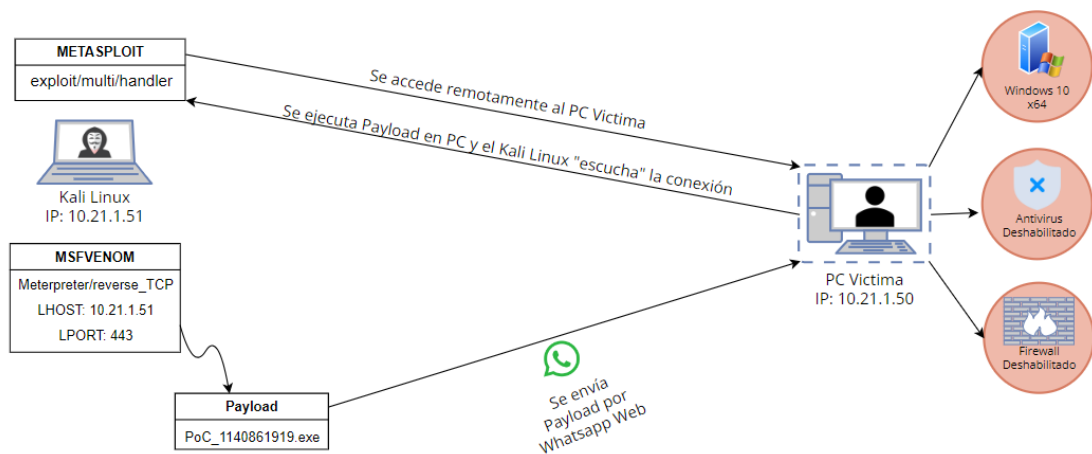 METASPLOIT
exploit/multi/handler
Kali Linux
IP: 10.21.1.51
MSFVENOM
Meterpreter/reverse_TCP
LHOST: 10.21.1.51
LPORT: 443
Payload
PoC_1140861919.exe
Se accede remotamente al PC Victima
Se ejecuta Payload en PC y el Kali Linux "escucha" la conexión
Se envía
Payload por
Whatsapp Web
PC Victima
IP: 10.21.1.50
Windows 10
x64
Antivirus
Deshabilitado
Firewall
Deshabilitado